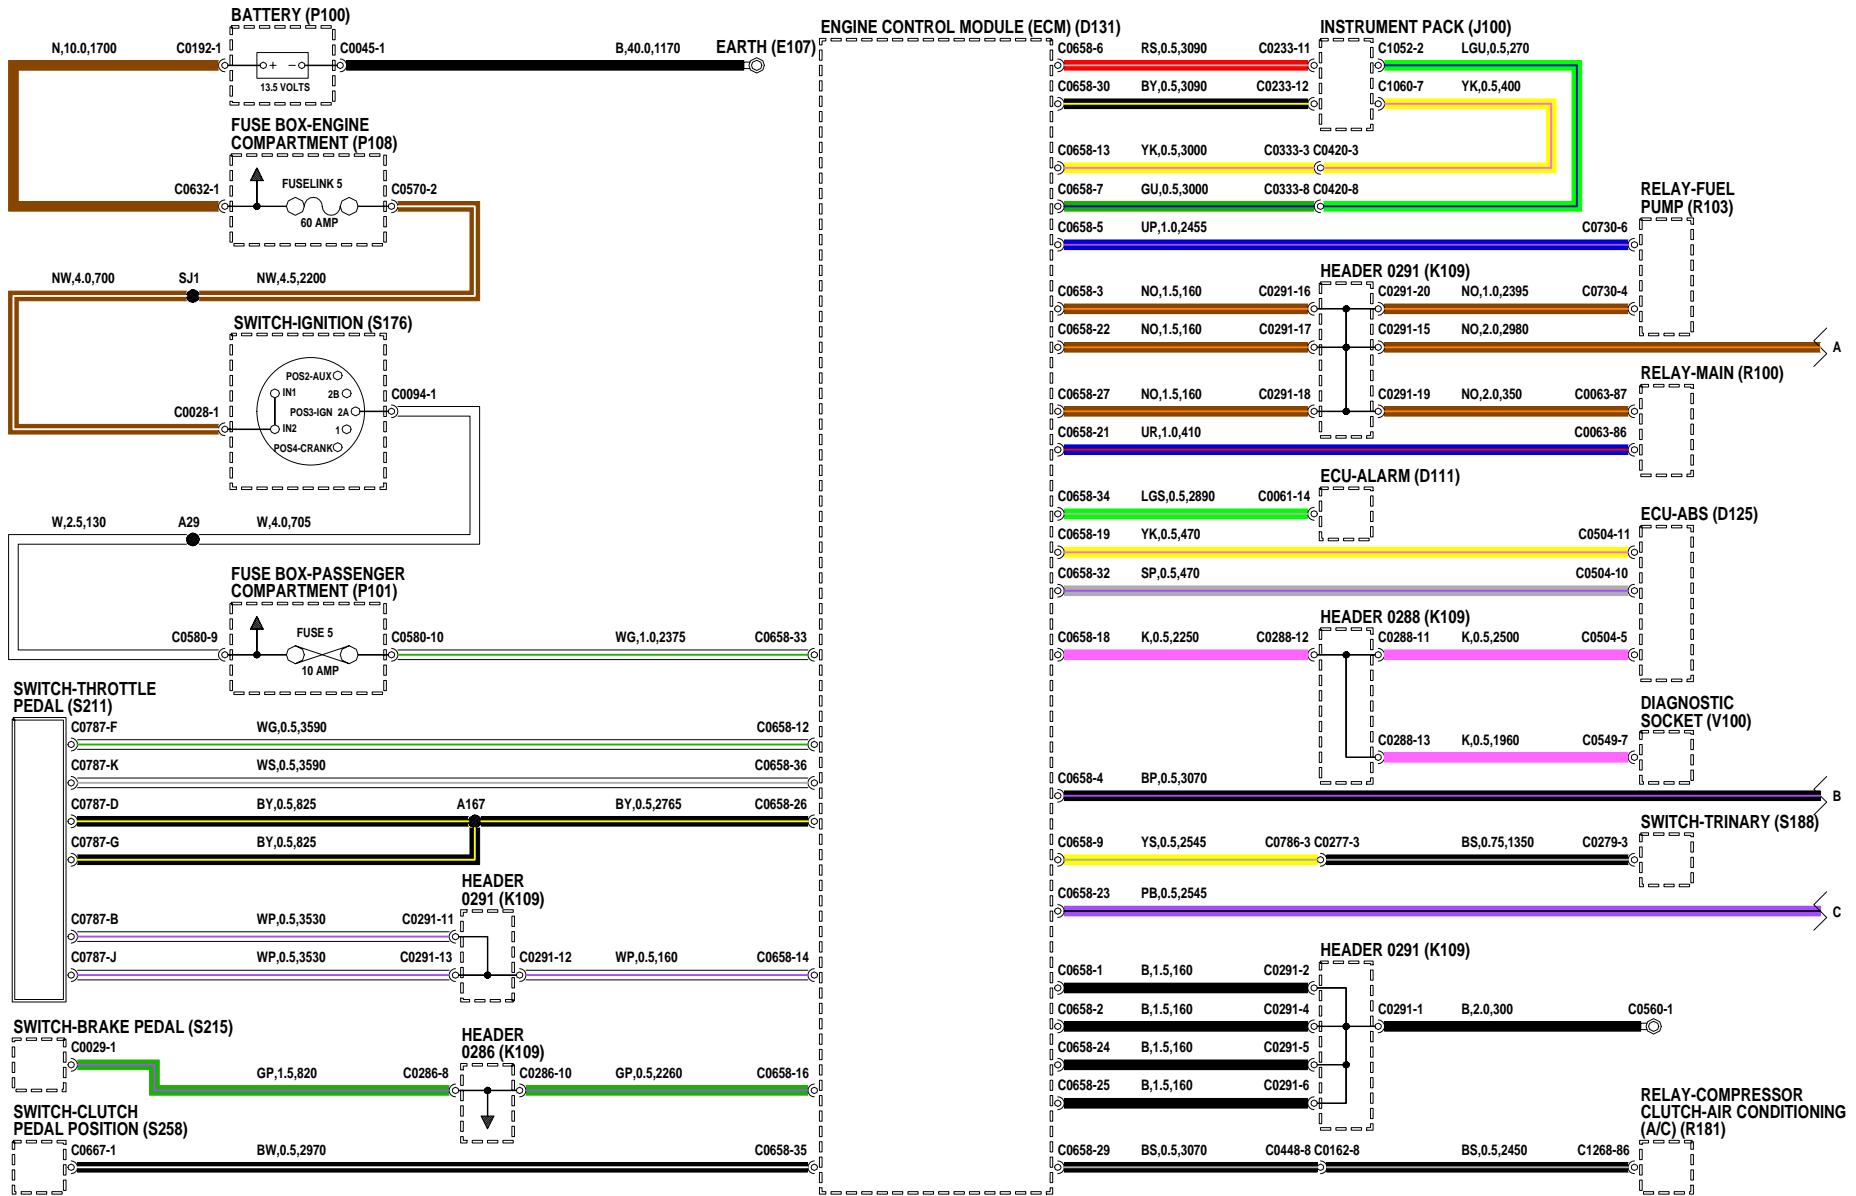 BATTERY (P100)
N,10.0,1700
C0192-1
C0045-1
B,40.0,1170
EARTH (E107)
+ -
13.5 VOLTS
FUSE BOX-ENGINE
COMPARTMENT (P108)
C0632-1
FUSELINK 5
60 AMP
C0570-2
NW,4.0,700
SJ1
NW,4.5,2200
SWITCH-IGNITION (S176)
POS2-AUX
IN1
2B
POS3-IGN
2A
IN2
1
POS4-CRANK
C0028-1
C0094-1
W,2.5,130
A29
W,4.0,705
FUSE BOX-PASSENGER
COMPARTMENT (P101)
C0580-9
FUSE 5
10 AMP
C0580-10
WG,1.0,2375
C0658-33
SWITCH-THROTTLE
PEDAL (S211)
C0787-F
WG,0.5,3590
C0658-12
C0787-K
WS,0.5,3590
C0658-36
C0787-D
BY,0.5,825
A167
BY,0.5,2765
C0658-26
C0787-G
BY,0.5,825
HEADER
0291 (K109)
C0787-B
WP,0.5,3530
C0291-11
C0787-J
WP,0.5,3530
C0291-13
C0291-12
WP,0.5,160
C0658-14
SWITCH-BRAKE PEDAL (S215)
C0029-1
HEADER
0286 (K109)
GP,1.5,820
C0286-8
C0286-10
GP,0.5,2260
C0658-16
SWITCH-CLUTCH
PEDAL POSITION (S258)
C0667-1
BW,0.5,2970
C0658-35
ENGINE CONTROL MODULE (ECM) (D131)
INSTRUMENT PACK (J100)
C0658-6
RS,0.5,3090
C0233-11
C1052-2
LGU,0.5,270
C0658-30
BY,0.5,3090
C0233-12
C1060-7
YK,0.5,400
C0658-13
YK,0.5,3000
C0333-3 C0420-3
C0658-7
GU,0.5,3000
C0333-8 C0420-8
RELAY-FUEL
PUMP (R103)
C0658-5
UP,1.0,2455
C0730-6
HEADER 0291 (K109)
C0658-3
NO,1.5,160
C0291-16
C0291-20
NO,1.0,2395
C0730-4
C0658-22
NO,1.5,160
C0291-17
C0291-15
NO,2.0,2980
A
RELAY-MAIN (R100)
C0658-27
NO,1.5,160
C0291-18
C0291-19
NO,2.0,350
C0063-87
C0658-21
UR,1.0,410
C0063-86
ECU-ALARM (D111)
C0658-34
LGS,0.5,2890
C0061-14
ECU-ABS (D125)
C0658-19
YK,0.5,470
C0504-11
C0658-32
SP,0.5,470
C0504-10
HEADER 0288 (K109)
C0658-18
K,0.5,2250
C0288-12
C0288-11
K,0.5,2500
C0504-5
DIAGNOSTIC
SOCKET (V100)
C0288-13
K,0.5,1960
C0549-7
C0658-4
BP,0.5,3070
B
SWITCH-TRINARY (S188)
C0658-9
YS,0.5,2545
C0786-3 C0277-3
BS,0.75,1350
C0279-3
C0658-23
PB,0.5,2545
C
HEADER 0291 (K109)
C0658-1
B,1.5,160
C0291-2
C0658-2
B,1.5,160
C0291-4
C0291-1
B,2.0,300
C0560-1
C0658-24
B,1.5,160
C0291-5
C0658-25
B,1.5,160
C0291-6
RELAY-COMPRESSOR
CLUTCH-AIR CONDITIONING
(A/C) (R181)
C0658-29
BS,0.5,3070
C0448-8 C0162-8
BS,0.5,2450
C1268-86